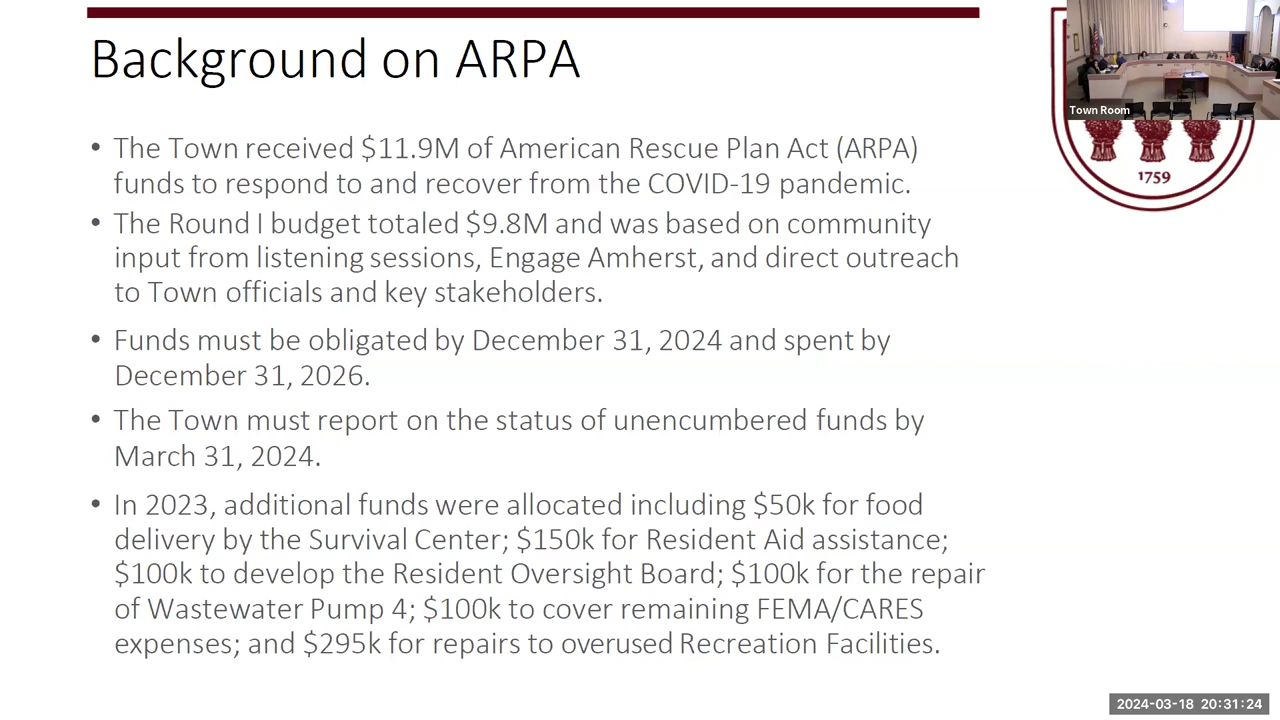 Background on ARPA
• The Town received $11.9M of American Rescue Plan Act (ARPA)
funds to respond to and recover from the COVID-19 pandemic.
• The Round I budget totaled $9.8M and was based on community
input from listening sessions, Engage Amherst, and direct outreach
to Town officials and key stakeholders.
• Funds must be obligated by December 31, 2024 and spent by
December 31, 2026.
• The Town must report on the status of unencumbered funds by
March 31, 2024.
• In 2023, additional funds were allocated including $50k for food
delivery by the Survival Center; $150k for Resident Aid assistance;
$100k to develop the Resident Oversight Board; $100k for the repair
of Wastewater Pump 4; $100k to cover remaining FEMA/CARES
expenses; and $295k for repairs to overused Recreation Facilities.
Town Room
1759
2024-03-18 20:31:24